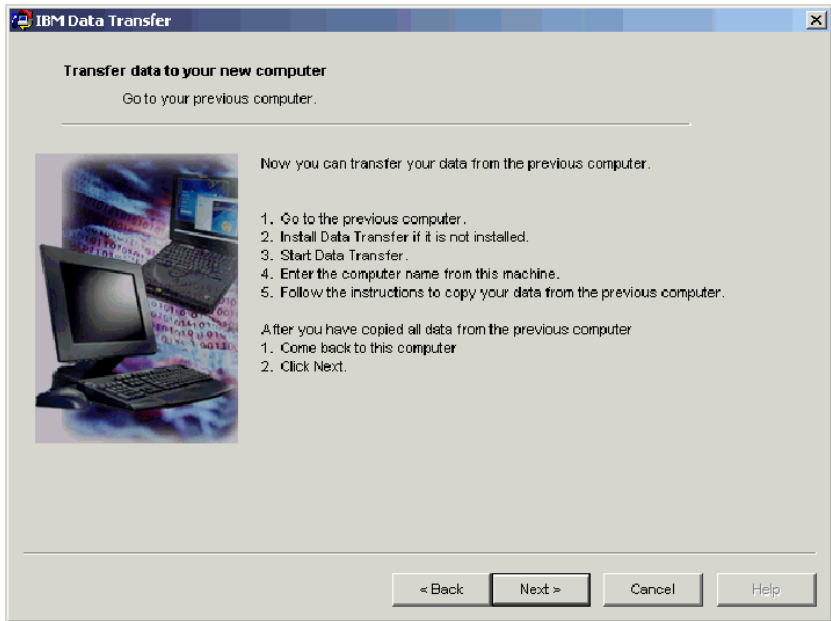 IBM Data Transfer
Transfer data to your new computer
Go to your previous computer.
Now you can transfer your data from the previous computer.
1. Go to the previous computer.
2. Install Data Transfer if it is not installed.
3. Start Data Transfer.
4. Enter the computer name from this machine.
5. Follow the instructions to copy your data from the previous computer.
After you have copied all data from the previous computer
1. Come back to this computer
2. Click Next.
< Back Next > Cancel Help